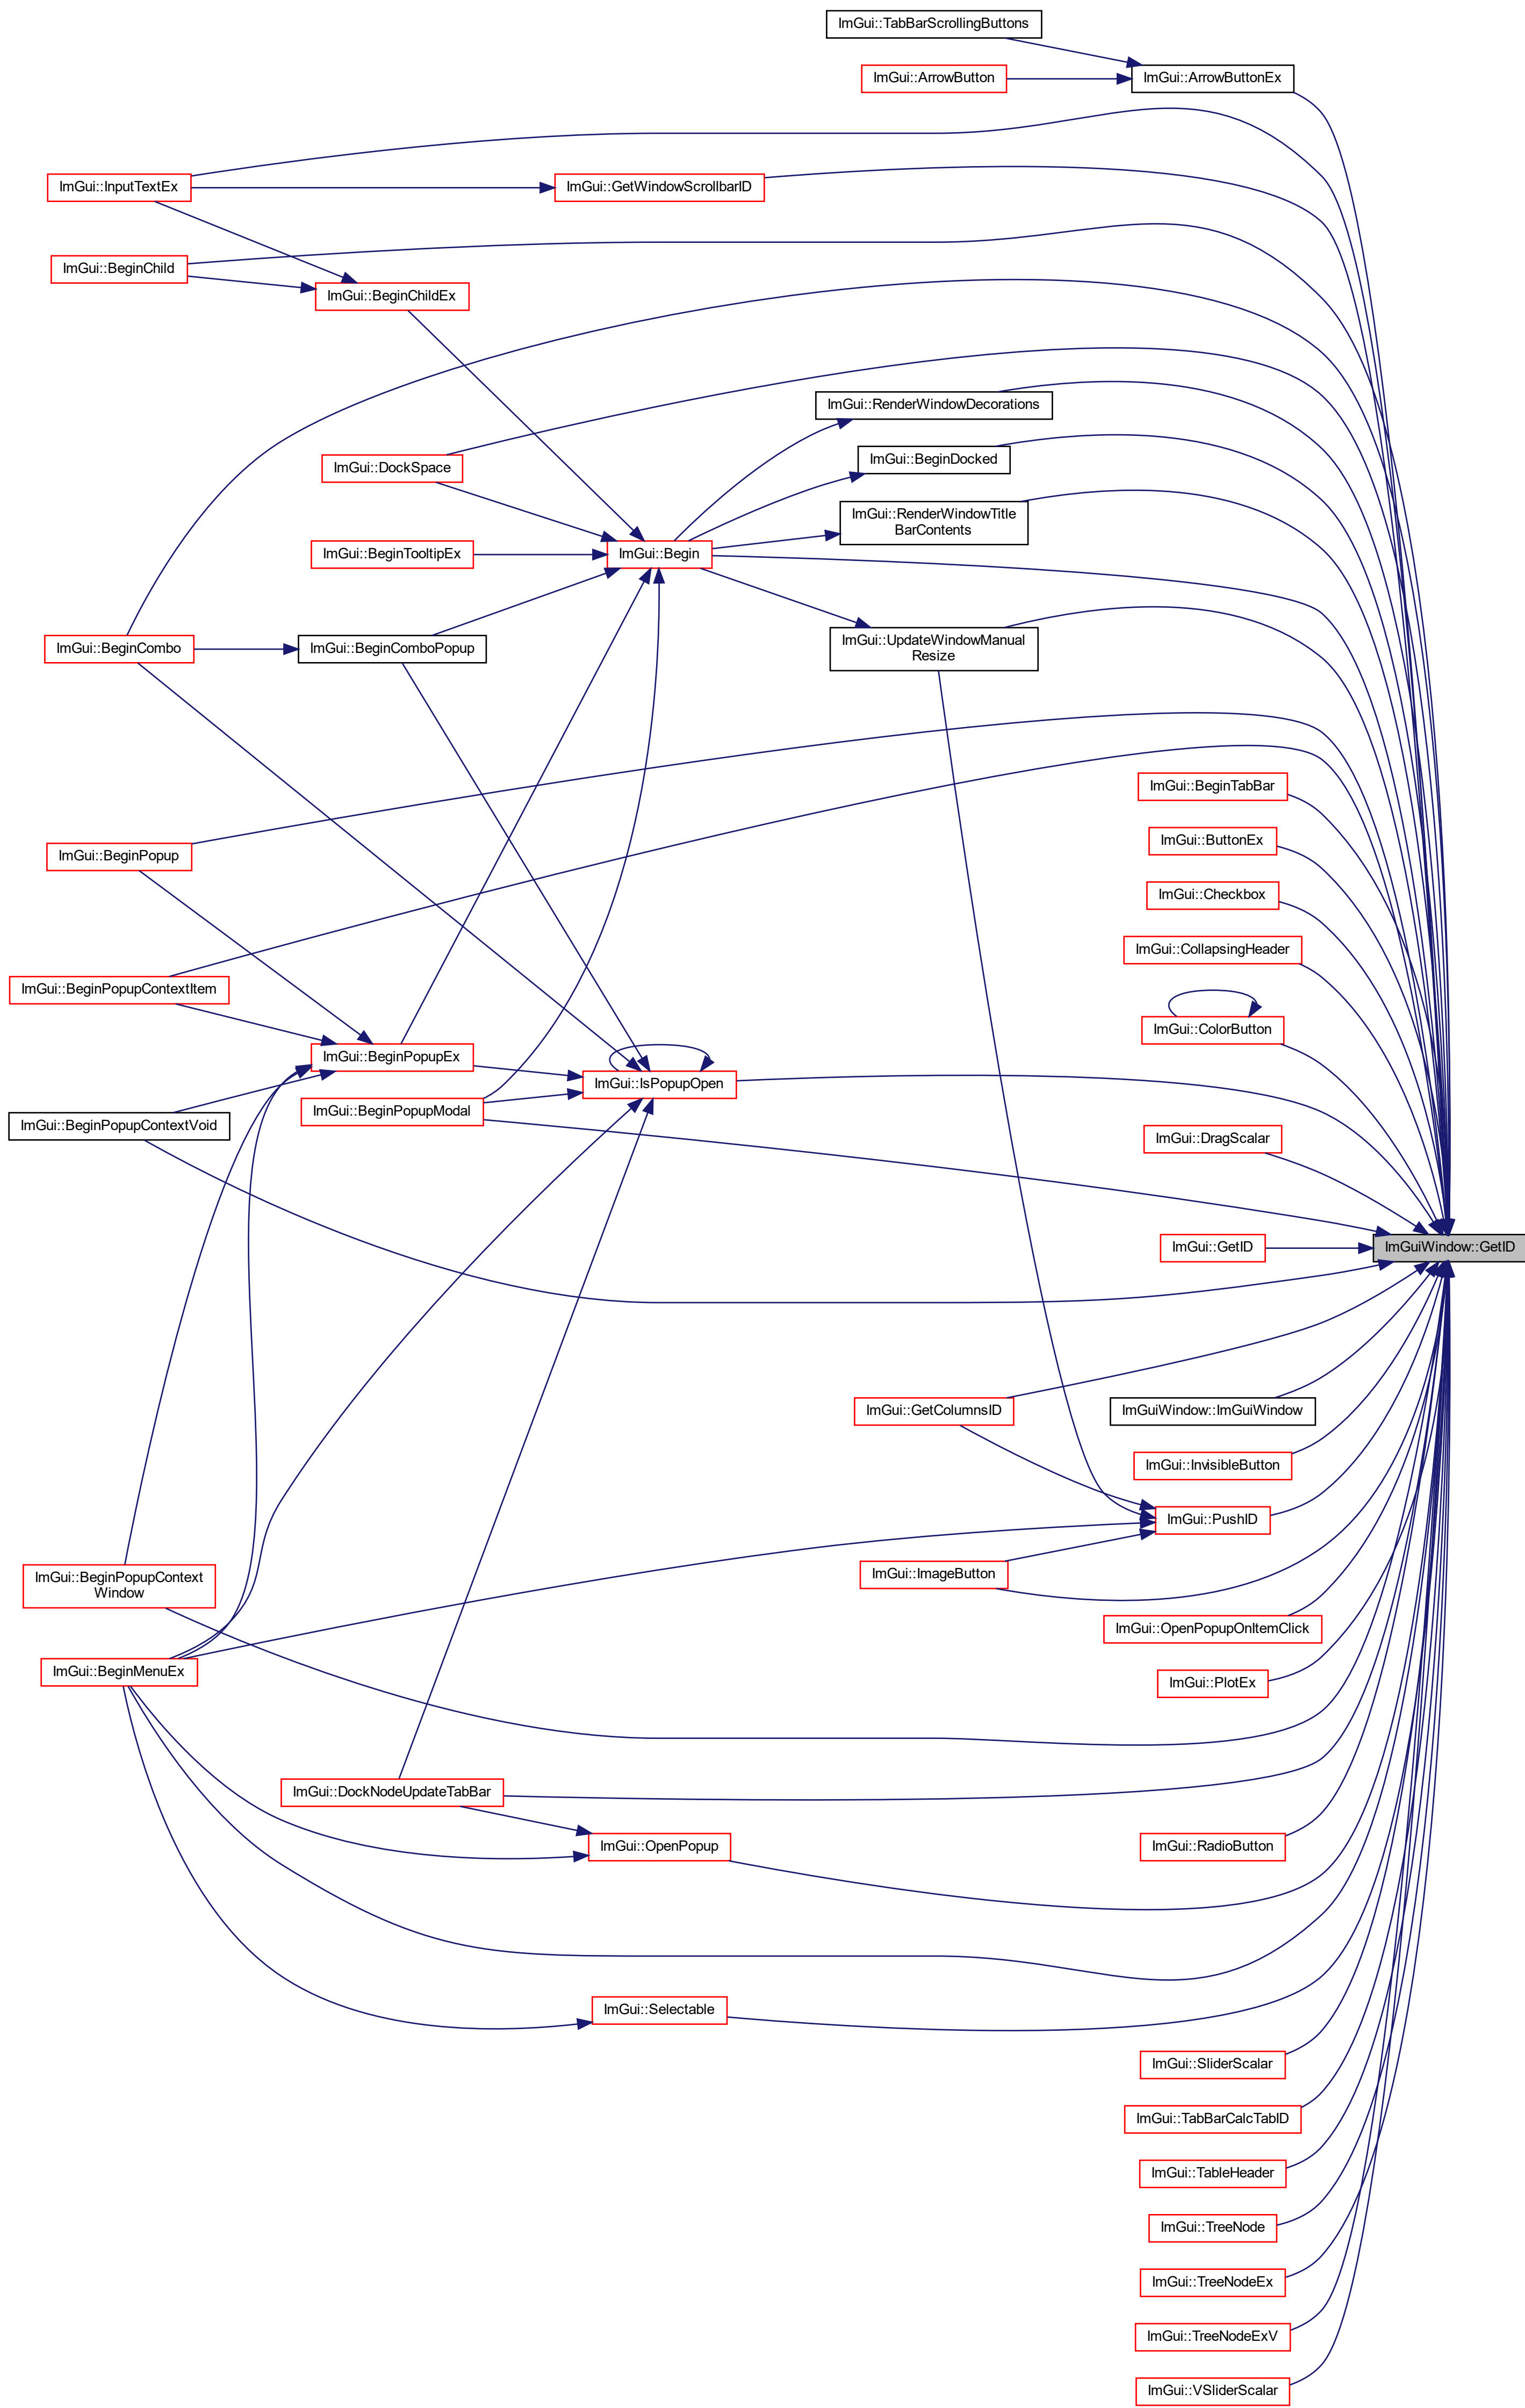 ImGui::TabBarScrollingButtons
ImGui::ArrowButton
ImGui::ArrowButtonEx
ImGui::InputTextEx
ImGui::GetWindowScrollbarID
ImGui::BeginChild
ImGui::BeginChildEx
ImGui::RenderWindowDecorations
ImGui::DockSpace
ImGui::BeginDocked
ImGui::RenderWindowTitle
BarContents
ImGui::BeginTooltipEx
ImGui::Begin
ImGui::BeginCombo
ImGui::BeginComboPopup
ImGui::UpdateWindowManual
Resize
ImGui::BeginTabBar
ImGui::ButtonEx
ImGui::BeginPopup
ImGui::Checkbox
ImGui::CollapsingHeader
ImGui::BeginPopupContextItem
ImGui::ColorButton
ImGui::BeginPopupEx
ImGui::IsPopupOpen
ImGui::BeginPopupModal
ImGui::BeginPopupContextVoid
ImGui::DragScalar
ImGui::GetID
ImGuiWindow::GetID
ImGui::GetColumnsID
ImGuiWindow::ImGuiWindow
ImGui::InvisibleButton
ImGui::PushID
ImGui::ImageButton
ImGui::BeginPopupContext
Window
ImGui::OpenPopupOnItemClick
ImGui::BeginMenuEx
ImGui::PlotEx
ImGui::DockNodeUpdateTabBar
ImGui::OpenPopup
ImGui::RadioButton
ImGui::Selectable
ImGui::SliderScalar
ImGui::TabBarCalcTabID
ImGui::TableHeader
ImGui::TreeNode
ImGui::TreeNodeEx
ImGui::TreeNodeExV
ImGui::VSliderScalar